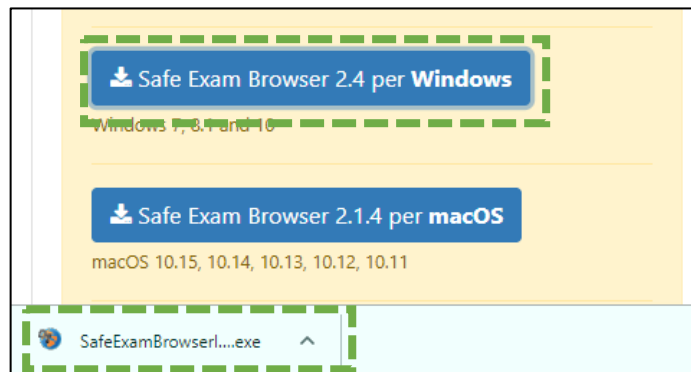 Safe Exam Browser 2.4 per Windows
Windows 7, 8.1 and 10
Safe Exam Browser 2.1.4 per macOS
macOS 10.15, 10.14, 10.13, 10.12, 10.11
SafeExamBrowserI....exe